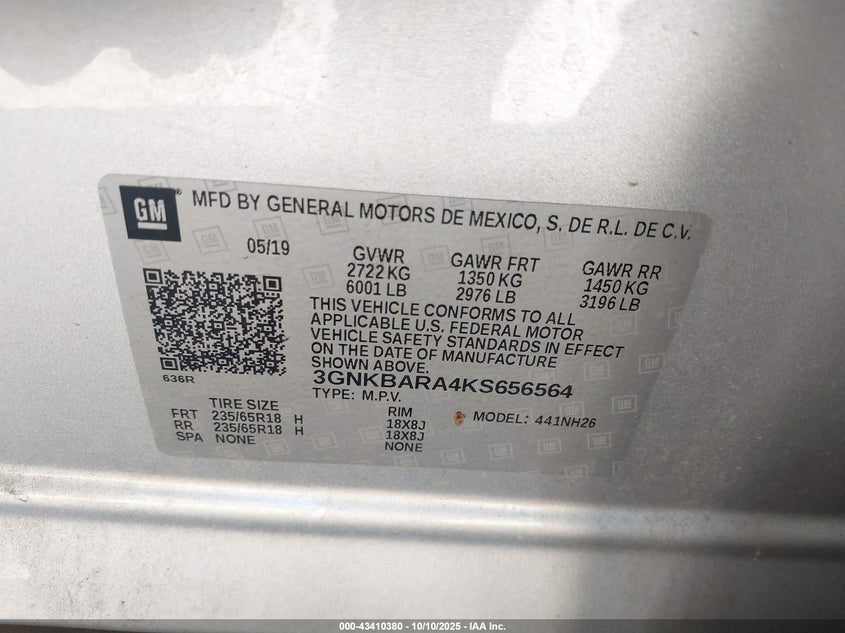 GM
MFD BY GENERAL MOTORS DE MEXICO, S. DE R.L. DE C.V.
05/19
GVWR GAWR FRT GAWR RR
2722 KG 1350 KG 1450 KG
6001 LB 2976 LB 3196 LB
THIS VEHICLE CONFORMS TO ALL
APPLICABLE U.S. FEDERAL MOTOR
VEHICLE SAFETY STANDARDS IN EFFECT
ON THE DATE OF MANUFACTURE
SHOWN ABOVE.
636R
3GNKBARA4KS656564
TYPE: M.P.V.
TIRE SIZE RIM
FRT 235/65R18 H 18X8J
RR 235/65R18 H 18X8J
SPA NONE NONE
MODEL: 441NH26
000-43410380 - 10/10/2025 - IAA Inc.